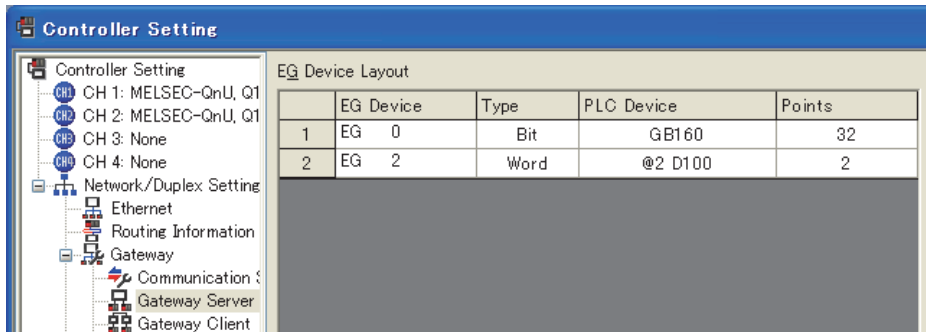 Controller Setting
Controller Setting
CH1 CH 1: MELSEC-QnU, Q1
CH2 CH 2: MELSEC-QnU, Q1
CH3 CH 3: None
CH4 CH 4: None
Network/Duplex Setting
Ethernet
Routing Information
Gateway
Communication S
Gateway Server
Gateway Client
EG Device Layout
EG Device Type PLC Device Points
1 EG 0 Bit GB160 32
2 EG 2 Word @2 D100 2